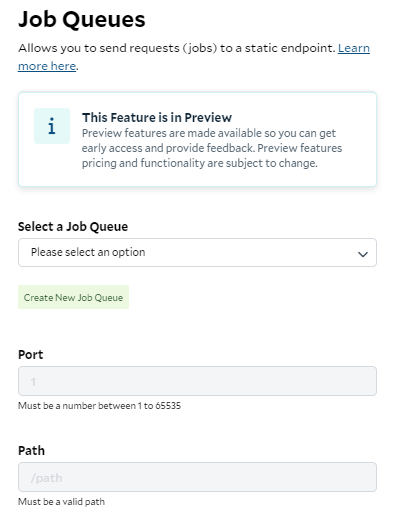 Job Queues
Allows you to send requests (jobs) to a static endpoint. Learn
more here.
i
This Feature is in Preview
Preview features are made available so you can get
early access and provide feedback. Preview features
pricing and functionality are subject to change.
Select a Job Queue
Please select an option
Create New Job Queue
Port
1
Must be a number between 1 to 65535
Path
/path
Must be a valid path